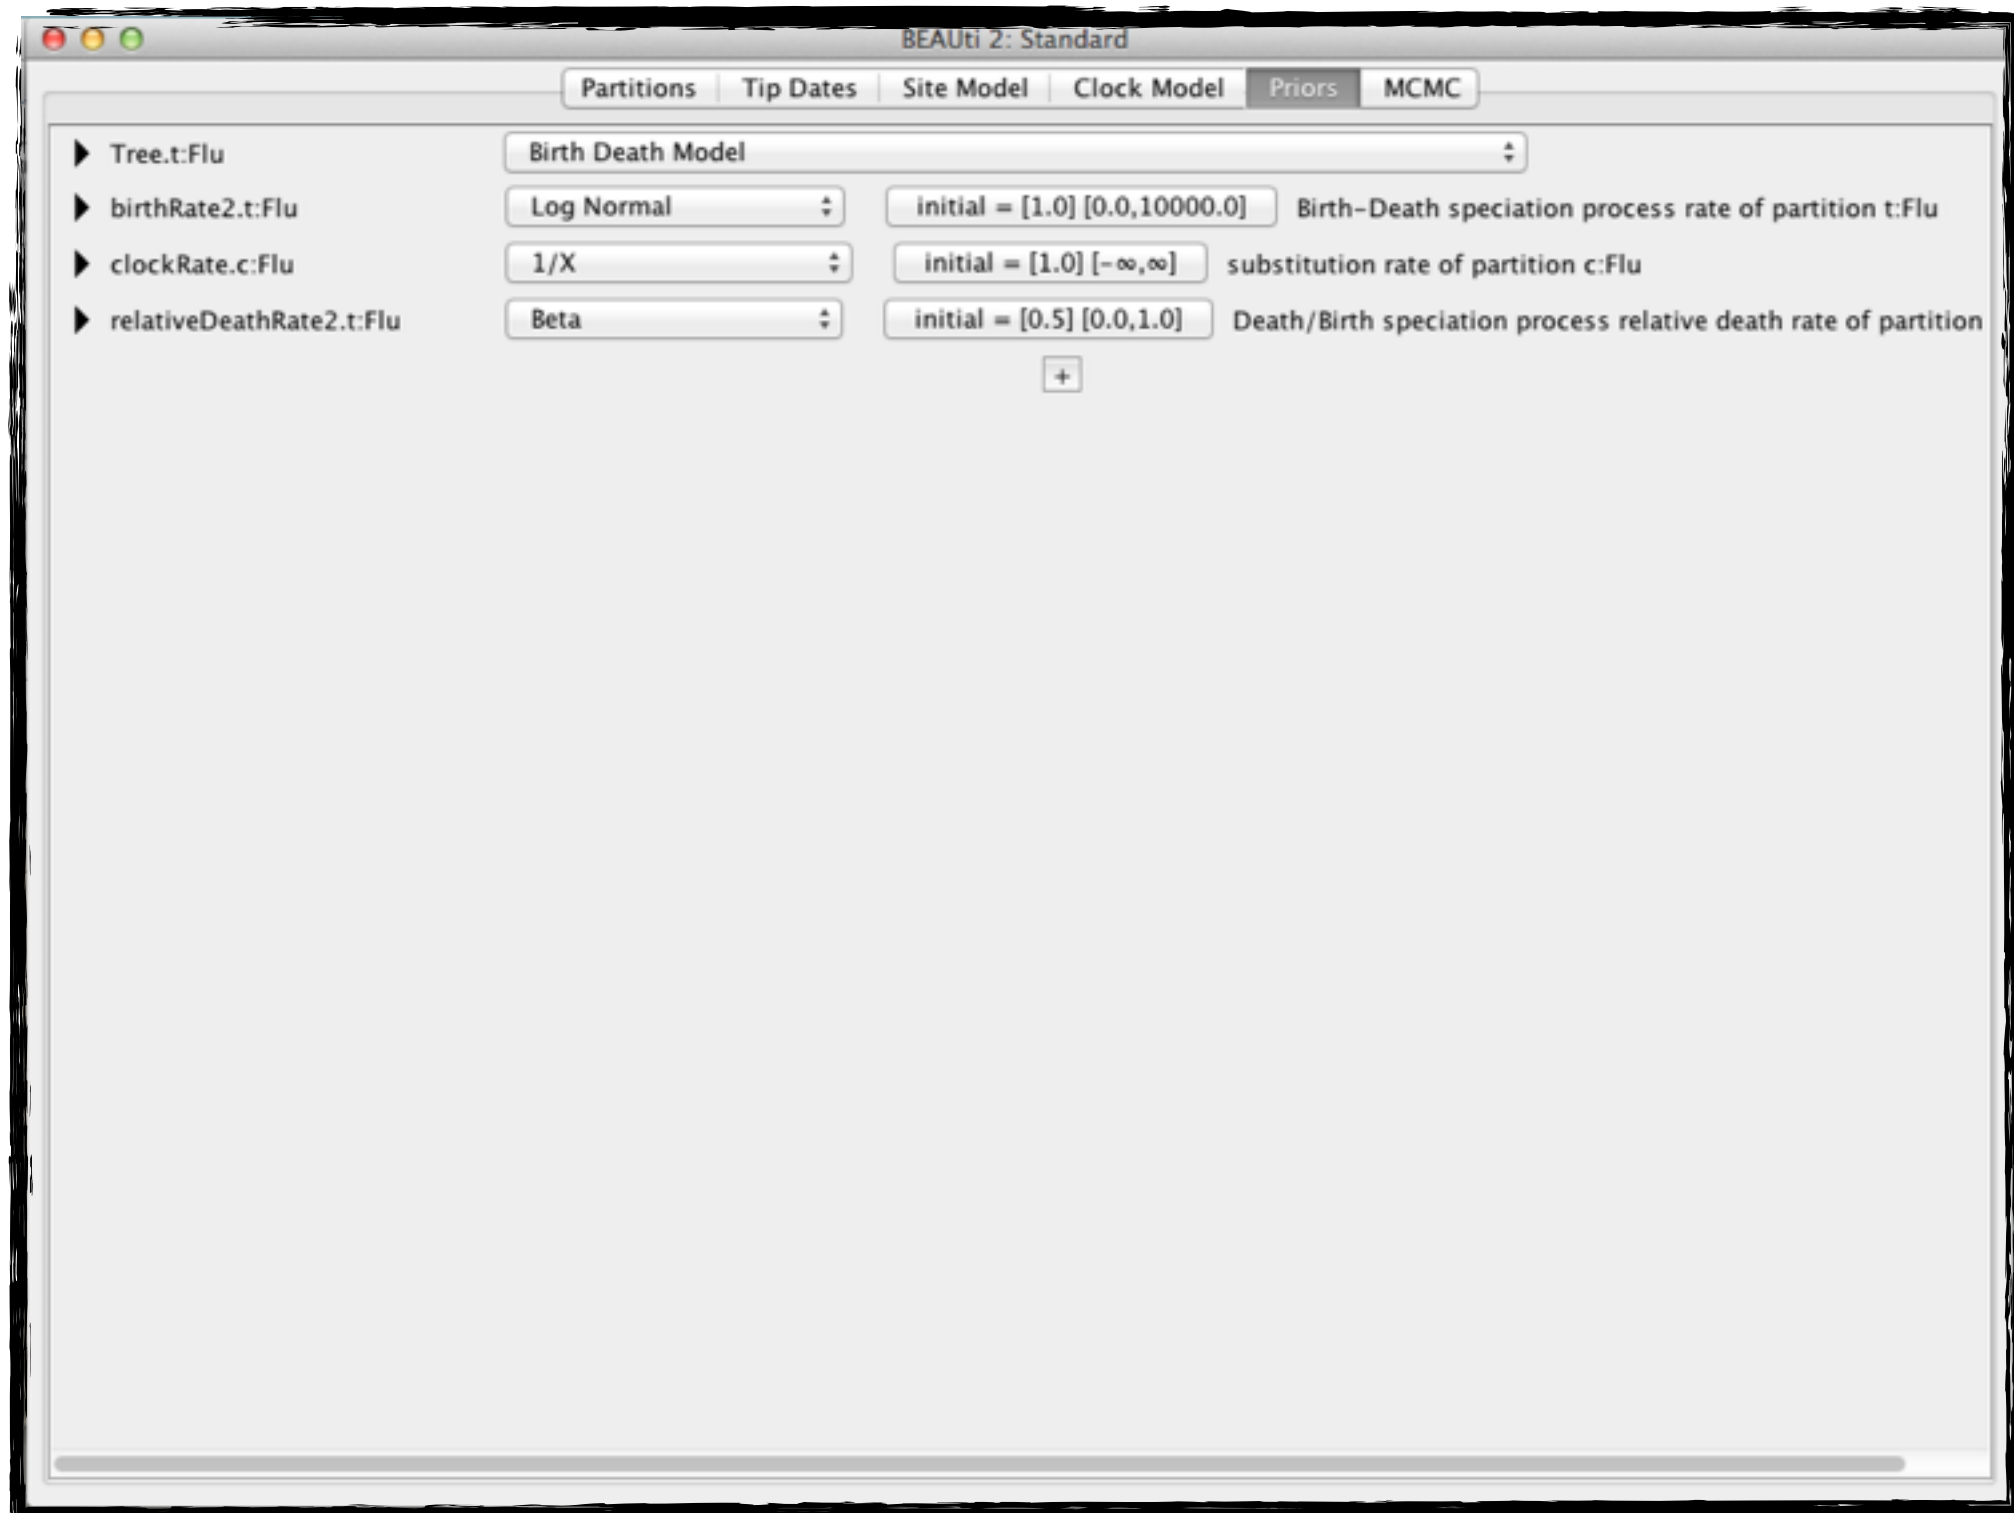 BEAUti 2: Standard
Partitions Tip Dates Site Model Clock Model Priors MCMC
Tree.t:Flu Birth Death Model
birthRate2.t:Flu Log Normal initial = [1.0] [0.0,10000.0] Birth-Death speciation process rate of partition t:Flu
clockRate.c:Flu 1/X initial = [1.0] [-∞,∞] substitution rate of partition c:Flu
relativeDeathRate2.t:Flu Beta initial = [0.5] [0.0,1.0] Death/Birth speciation process relative death rate of partition
+